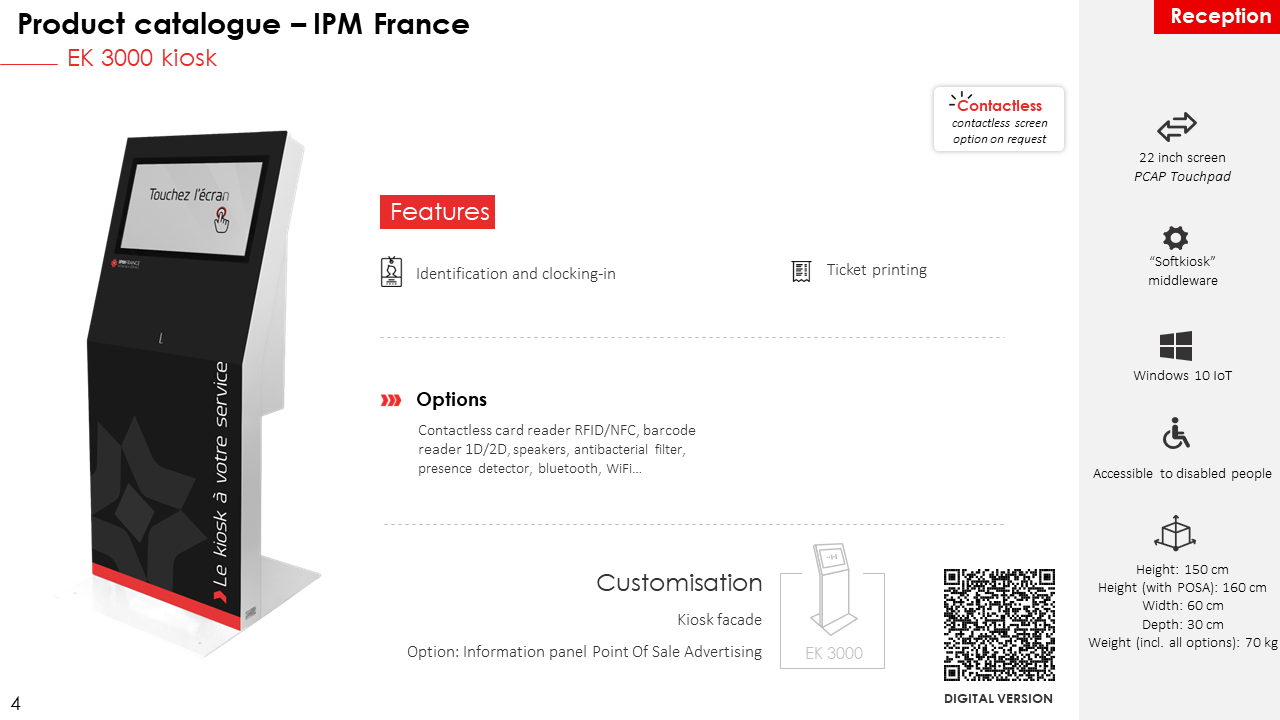 Product catalogue – IPM France
EK 3000 kiosk
Reception
Contactless
contactless screen
option on request
Touchez l'écran
IPMFRANCE
Le kiosk à votre service
Features
Identification and clocking-in
Ticket printing
Options
Contactless card reader RFID/NFC, barcode
reader 1D/2D, speakers, antibacterial filter,
presence detector, bluetooth, WiFi...
Customisation
Kiosk facade
Option: Information panel Point Of Sale Advertising
EK 3000
DIGITAL VERSION
22 inch screen
PCAP Touchpad
“Softkiosk”
middleware
Windows 10 IoT
Accessible to disabled people
Height: 150 cm
Height (with POSA): 160 cm
Width: 60 cm
Depth: 30 cm
Weight (incl. all options): 70 kg
4